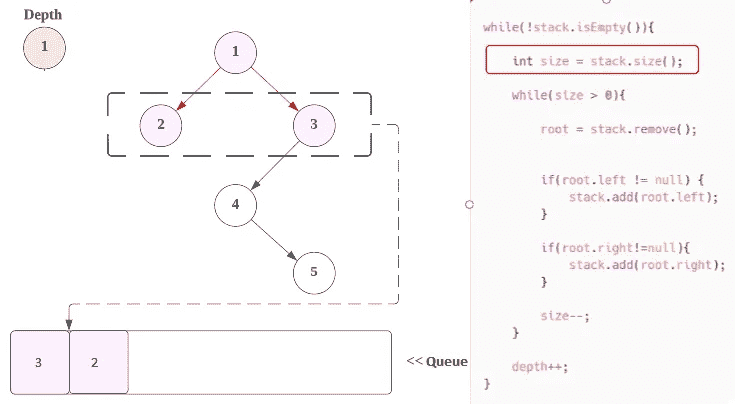 Depth
1
1
2
3
4
5
3
2
<< Queue
while(!stack.isEmpty()){
int size = stack.size();
while(size > 0){
root = stack.remove();
if(root.left != null) {
stack.add(root.left);
}
if(root.right!=null){
stack.add(root.right);
}
size--;
}
depth++;
}